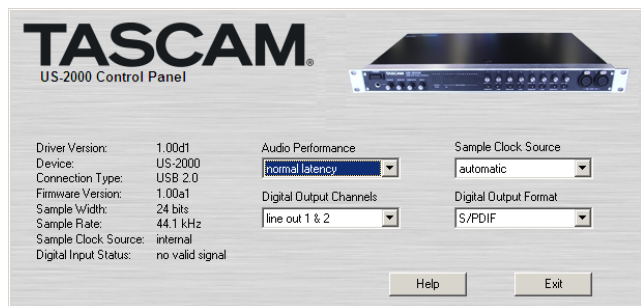 TASCAM®
US-2000 Control Panel
TASCAM
Driver Version: 1.00d1
Device: US-2000
Connection Type: USB 2.0
Firmware Version: 1.00a1
Sample Width: 24 bits
Sample Rate: 44.1 kHz
Sample Clock Source: internal
Digital Input Status: no valid signal
Audio Performance
normal latency
Sample Clock Source
automatic
Digital Output Channels
line out 1 & 2
Digital Output Format
S/PDIF
Help
Exit